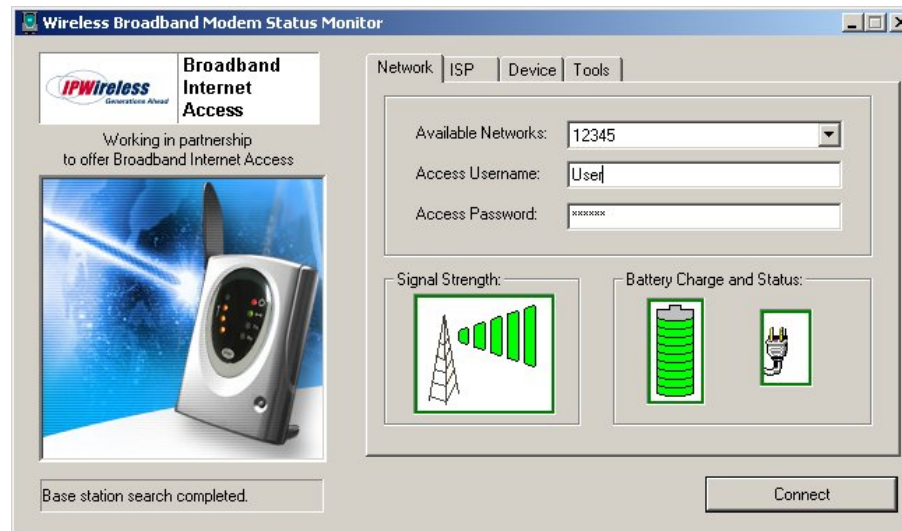 Wireless Broadband Modem Status Monitor
IPWireless
Generations Ahead
Broadband
Internet
Access
Working in partnership
to offer Broadband Internet Access
Network ISP Device Tools
Available Networks: 12345
Access Username: User
Access Password: ××××××
Signal Strength:
Battery Charge and Status:
Base station search completed.
Connect